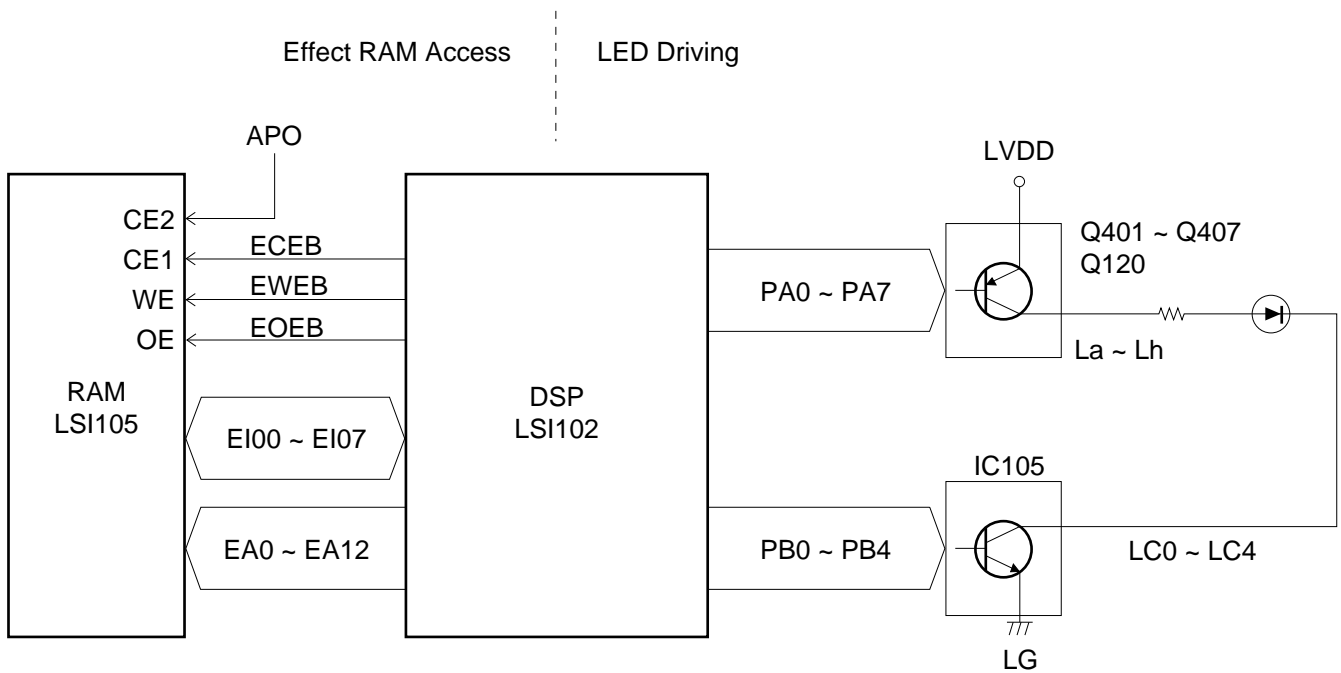 Effect RAM Access
LED Driving
APO
LVDD
CE2
CE1
WE
OE
ECEB
EWEB
EOEB
RAM
LSI105
EI00 ~ EI07
EA0 ~ EA12
DSP
LSI102
PA0 ~ PA7
PB0 ~ PB4
Q401 ~ Q407
Q120
La ~ Lh
IC105
LC0 ~ LC4
LG